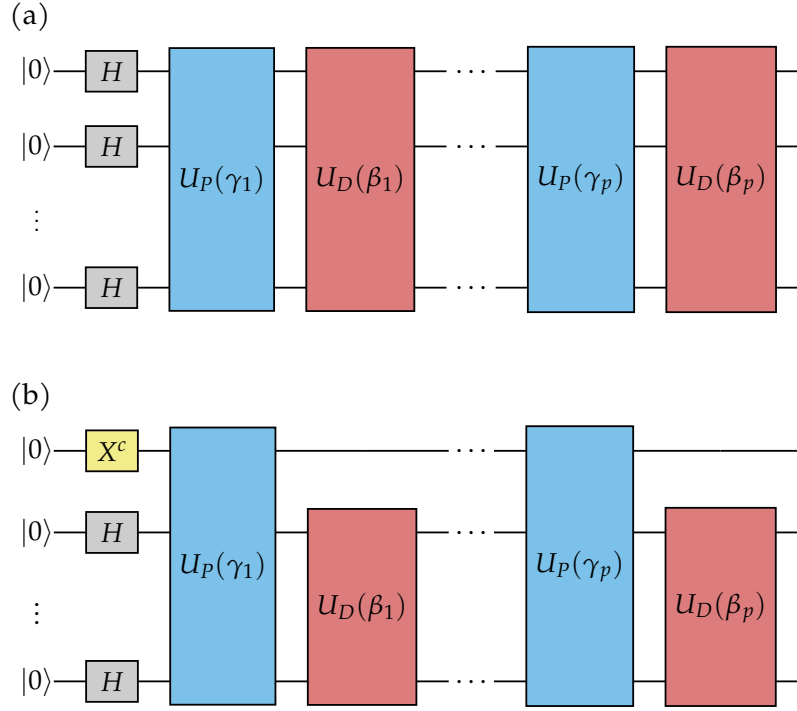 (a)
|0⟩ H
|0⟩ H
U_P(γ_1) U_D(β_1) ⋯ U_P(γ_p) U_D(β_p)
⋮
|0⟩ H
(b)
|0⟩ X^c
|0⟩ H
U_P(γ_1) U_D(β_1) ⋯ U_P(γ_p) U_D(β_p)
⋮
|0⟩ H